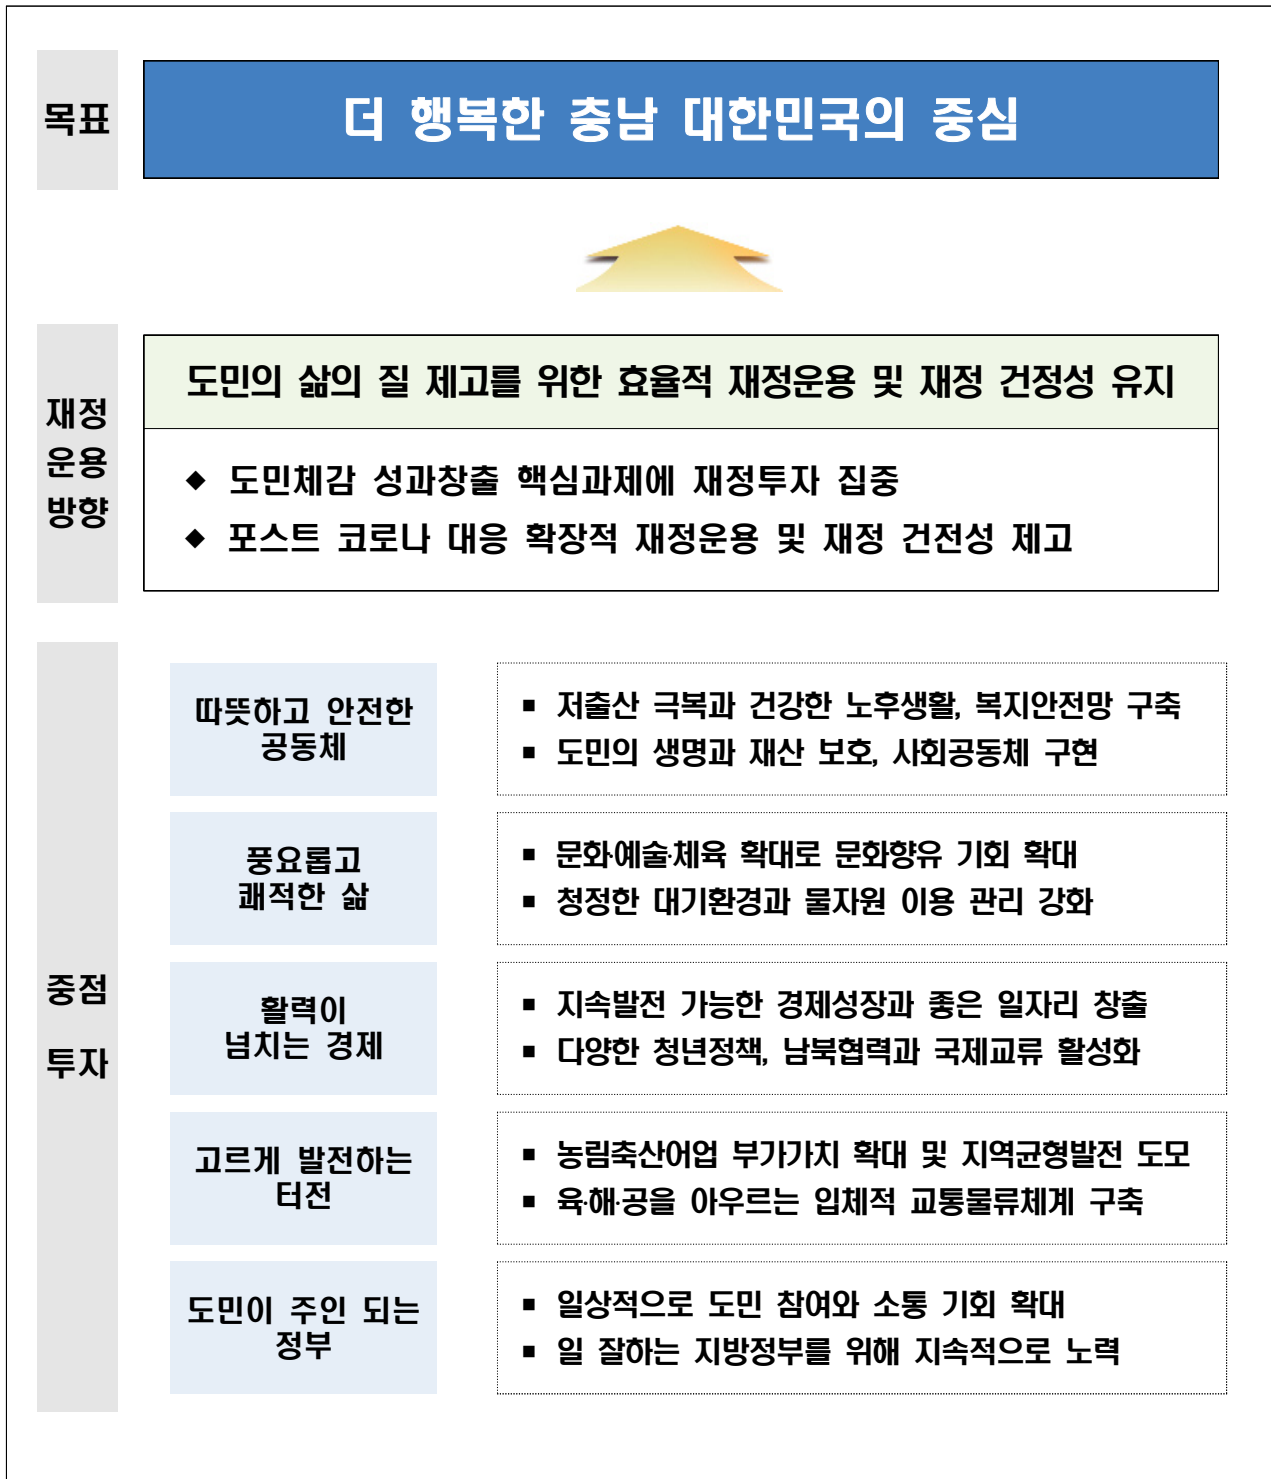 목표
더 행복한 충남 대한민국의 중심
재정
운용
방향
도민의 삶의 질 제고를 위한 효율적 재정운용 및 재정 건정성 유지
◆ 도민체감 성과창출 핵심과제에 재정투자 집중
◆ 포스트 코로나 대응 확장적 재정운용 및 재정 건전성 제고
중점
투자
따뜻하고 안전한
공동체
▪ 저출산 극복과 건강한 노후생활, 복지안전망 구축
▪ 도민의 생명과 재산 보호, 사회공동체 구현
풍요롭고
쾌적한 삶
▪ 문화·예술·체육 확대로 문화향유 기회 확대
▪ 청정한 대기환경과 물자원 이용 관리 강화
활력이
넘치는 경제
▪ 지속발전 가능한 경제성장과 좋은 일자리 창출
▪ 다양한 청년정책, 남북협력과 국제교류 활성화
고르게 발전하는
터전
▪ 농림축산어업 부가가치 확대 및 지역균형발전 도모
▪ 육·해·공을 아우르는 입체적 교통물류체계 구축
도민이 주인 되는
정부
▪ 일상적으로 도민 참여와 소통 기회 확대
▪ 일 잘하는 지방정부를 위해 지속적으로 노력